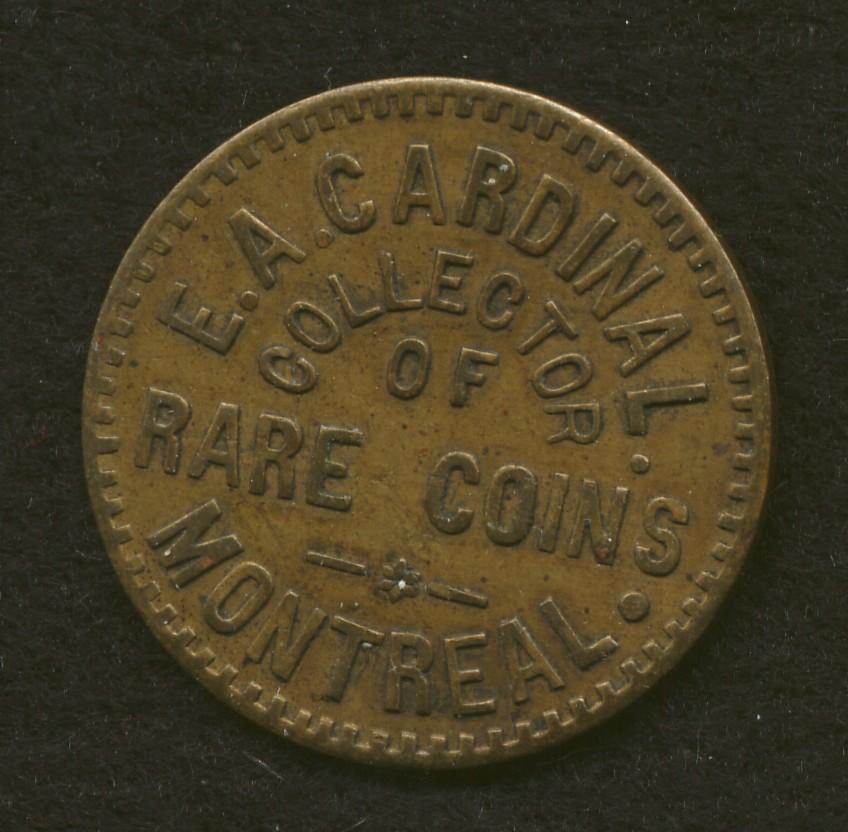 E.A.CARDINAL.
COLLECTOR
OF
RARE COINS
MONTREAL.